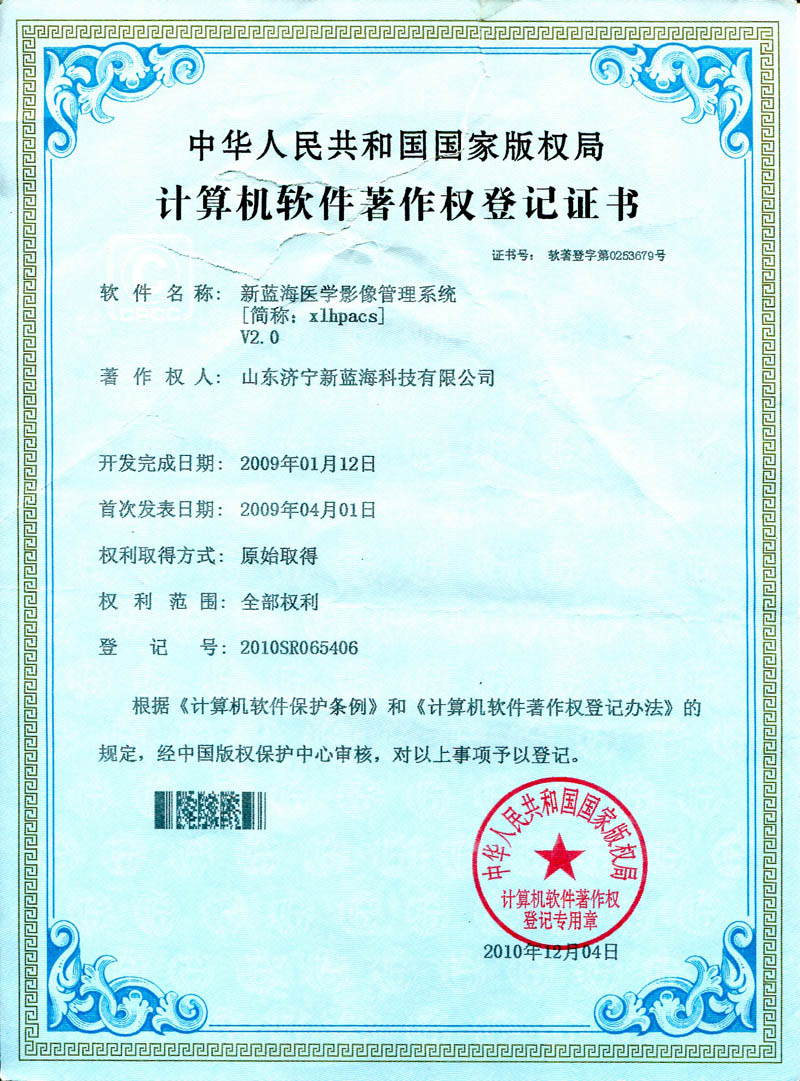 中华人民共和国国家版权局
计算机软件著作权登记证书
证书号： 软著登字第0253679号
CPCC
软件名称： 新蓝海医学影像管理系统
[简称：xlhpacs]
V2.0
著作权人： 山东济宁新蓝海科技有限公司
开发完成日期： 2009年01月12日
首次发表日期： 2009年04月01日
权利取得方式： 原始取得
权利范围： 全部权利
登记号： 2010SR065406
根据《计算机软件保护条例》和《计算机软件著作权登记办法》的
规定，经中国版权保护中心审核，对以上事项予以登记。
中华人民共和国国家版权局
计算机软件著作权
登记专用章
2010年12月04日